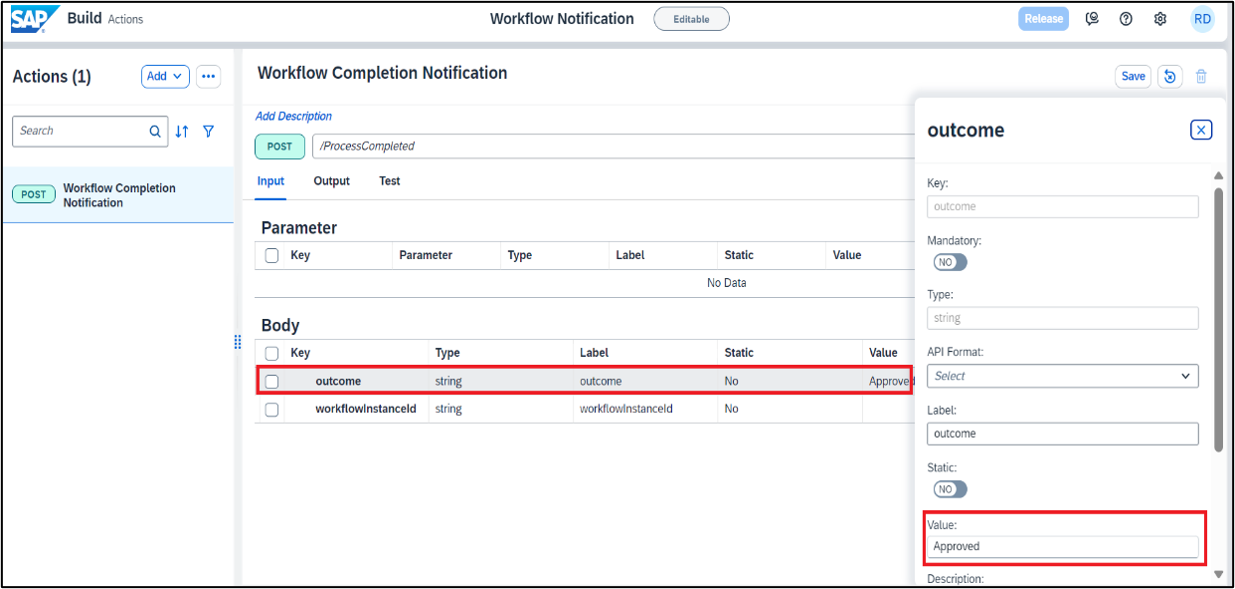 SAP Build Actions
Workflow Notification
Editable
Release
RD
Actions (1)
Add
Search
POST
Workflow Completion
Notification
Workflow Completion Notification
Save
Add Description
POST
/ProcessCompleted
Input Output Test
Parameter
Key Parameter Type Label Static Value
No Data
Body
Key Type Label Static Value
outcome string outcome No Approved
workflowInstanceId string workflowInstanceId No
outcome
Key:
outcome
Mandatory:
NO
Type:
string
API Format:
Select
Label:
outcome
Static:
NO
Value:
Approved
Description: